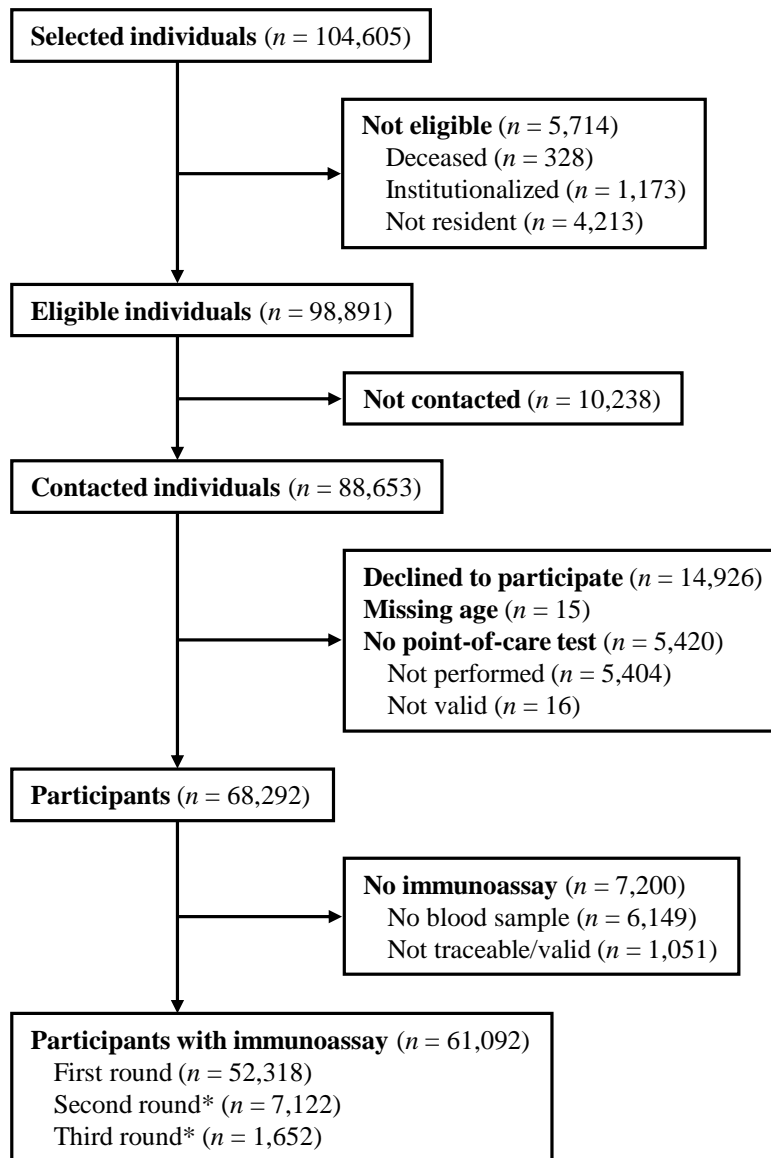 Selected individuals (n = 104,605)
Not eligible (n = 5,714)
Deceased (n = 328)
Institutionalized (n = 1,173)
Not resident (n = 4,213)
Eligible individuals (n = 98,891)
Not contacted (n = 10,238)
Contacted individuals (n = 88,653)
Declined to participate (n = 14,926)
Missing age (n = 15)
No point-of-care test (n = 5,420)
Not performed (n = 5,404)
Not valid (n = 16)
Participants (n = 68,292)
No immunoassay (n = 7,200)
No blood sample (n = 6,149)
Not traceable/valid (n = 1,051)
Participants with immunoassay (n = 61,092)
First round (n = 52,318)
Second round* (n = 7,122)
Third round* (n = 1,652)